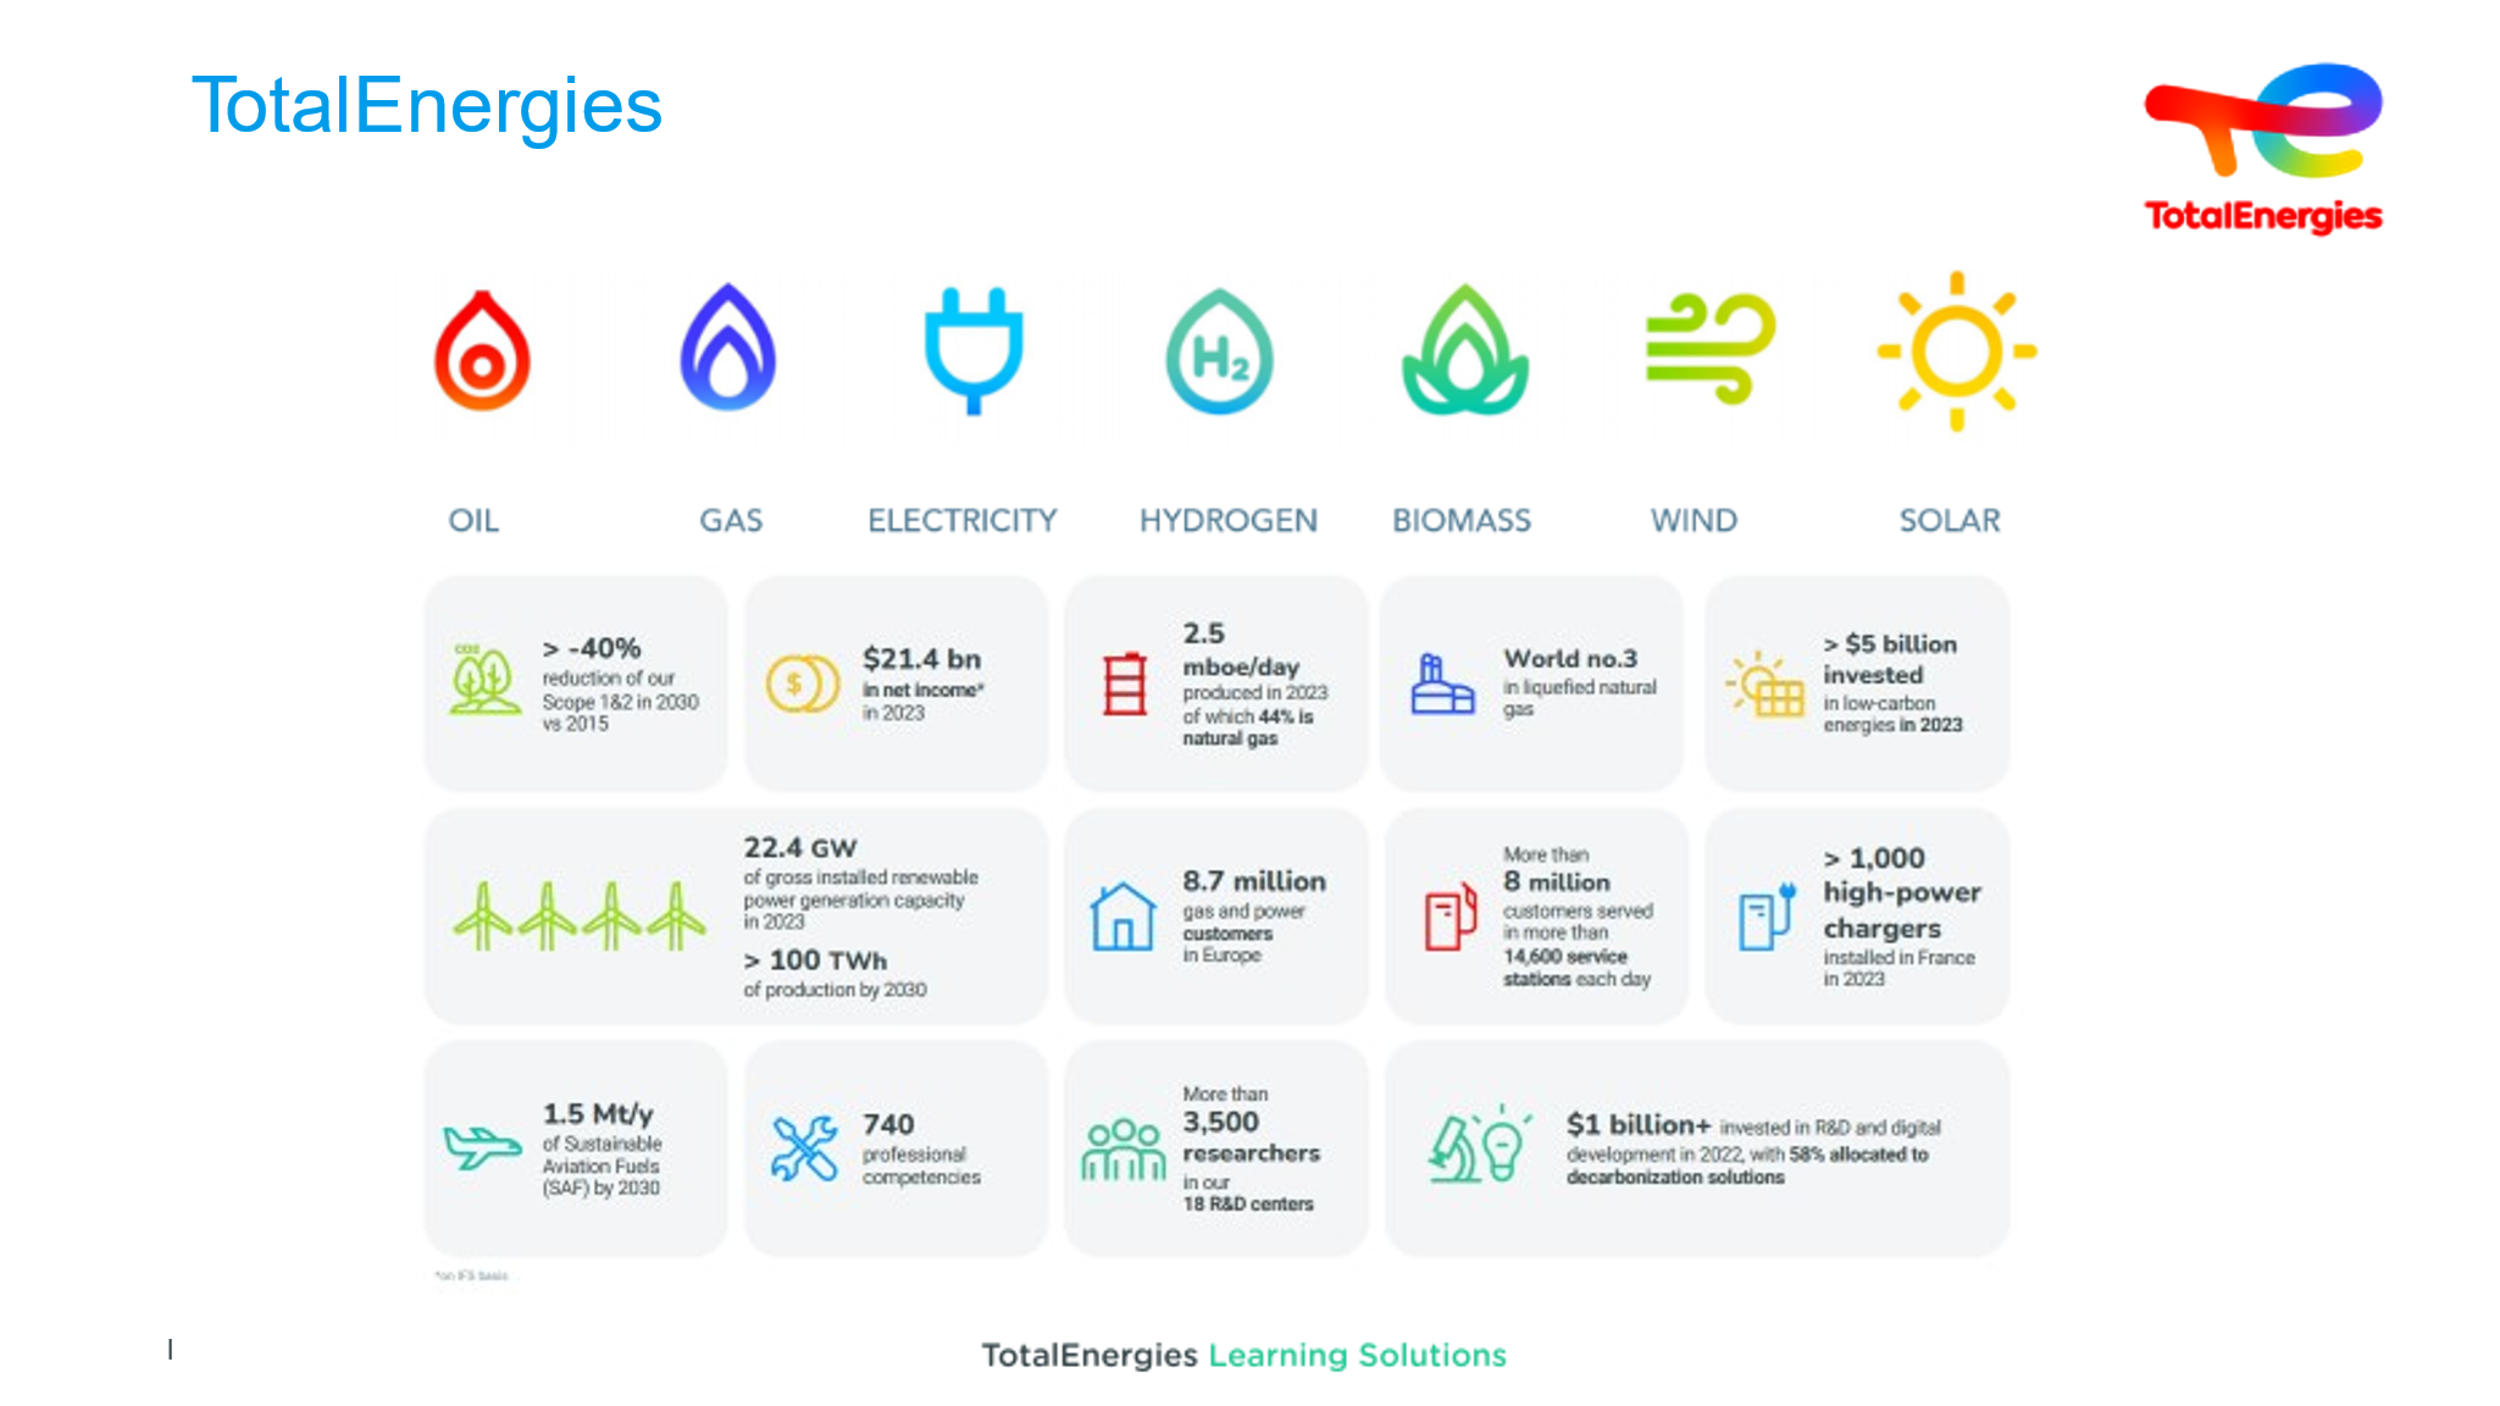 TotalEnergies
TotalEnergies
H2
OIL
GAS
ELECTRICITY
HYDROGEN
BIOMASS
WIND
SOLAR
CO2
> -40%
reduction of our
Scope 1&2 in 2030
vs 2015
$
$21.4 bn
in net income*
in 2023
2.5
mboe/day
produced in 2023
of which 44% is
natural gas
World no.3
in liquefied natural
gas
> $5 billion
invested
in low-carbon
energies in 2023
22.4 GW
of gross installed renewable
power generation capacity
in 2023
> 100 TWh
of production by 2030
8.7 million
gas and power
customers
in Europe
More than
8 million
customers served
in more than
14,600 service
stations each day
> 1,000
high-power
chargers
installed in France
in 2023
1.5 Mt/y
of Sustainable
Aviation Fuels
(SAF) by 2030
740
professional
competencies
More than
3,500
researchers
in our
18 R&D centers
$1 billion+ invested in R&D and digital
development in 2022, with 58% allocated to
decarbonization solutions
*on IFS basis
|
TotalEnergies Learning Solutions